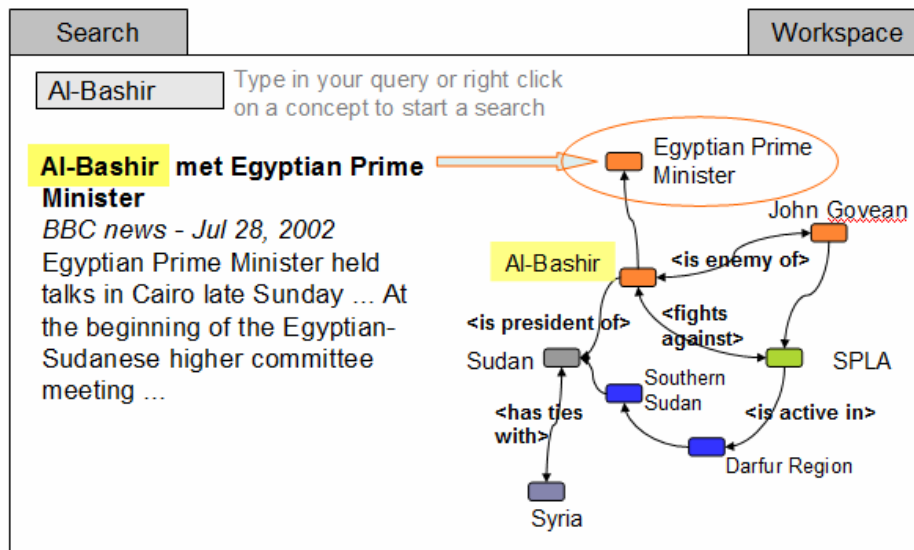 Search
Workspace
Al-Bashir
Type in your query or right click
on a concept to start a search
Al-Bashir met Egyptian Prime
Minister
BBC news - Jul 28, 2002
Egyptian Prime Minister held
talks in Cairo late Sunday ... At
the beginning of the Egyptian-
Sudanese higher committee
meeting ...
Egyptian Prime
Minister
John Govean
Al-Bashir
<is enemy of>
<is president of>
<fights
against>
Sudan
SPLA
Southern
Sudan
<has ties
with>
<is active in>
Darfur Region
Syria